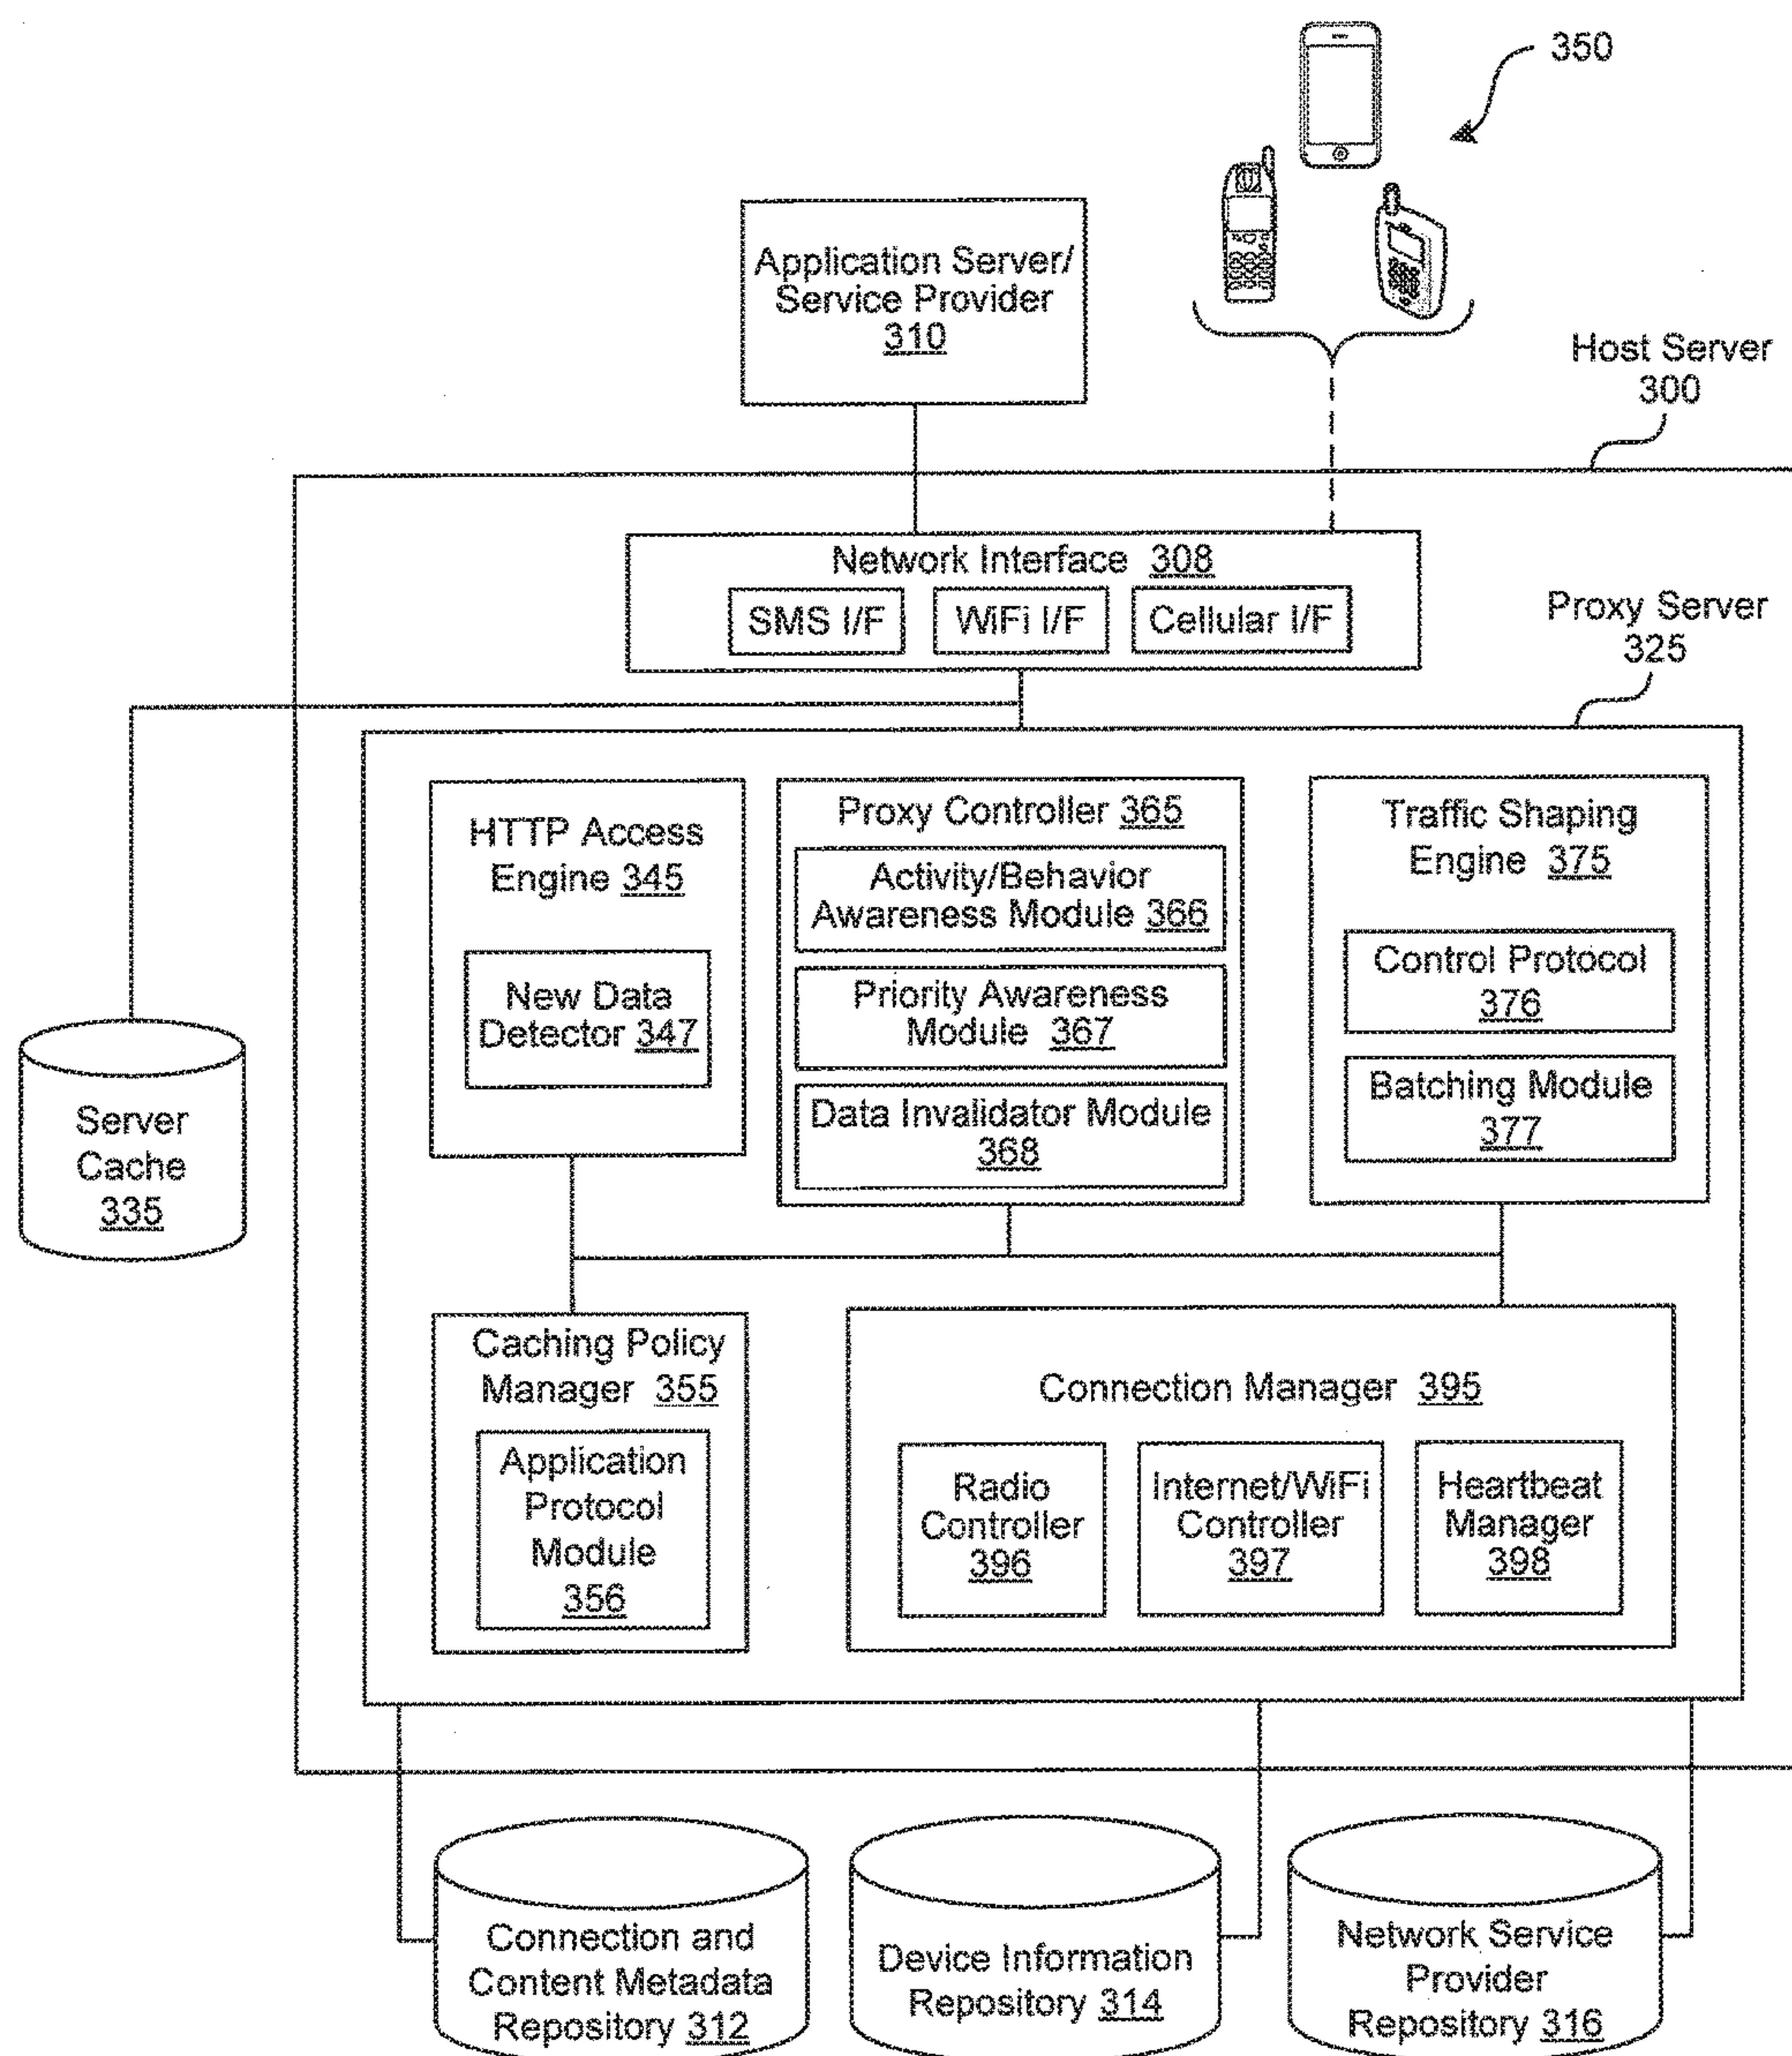 350
Application Server/
Service Provider
310
Host Server
300
Network Interface 308
SMS I/F
WiFi I/F
Cellular I/F
Proxy Server
325
HTTP Access
Engine 345
New Data
Detector 347
Proxy Controller 365
Activity/Behavior
Awareness Module 366
Priority Awareness
Module 367
Data Invalidator Module
368
Traffic Shaping
Engine 375
Control Protocol
376
Batching Module
377
Server
Cache
335
Caching Policy
Manager 355
Application
Protocol
Module
356
Connection Manager 395
Radio
Controller
396
Internet/WiFi
Controller
397
Heartbeat
Manager
398
Connection and
Content Metadata
Repository 312
Device Information
Repository 314
Network Service
Provider
Repository 316